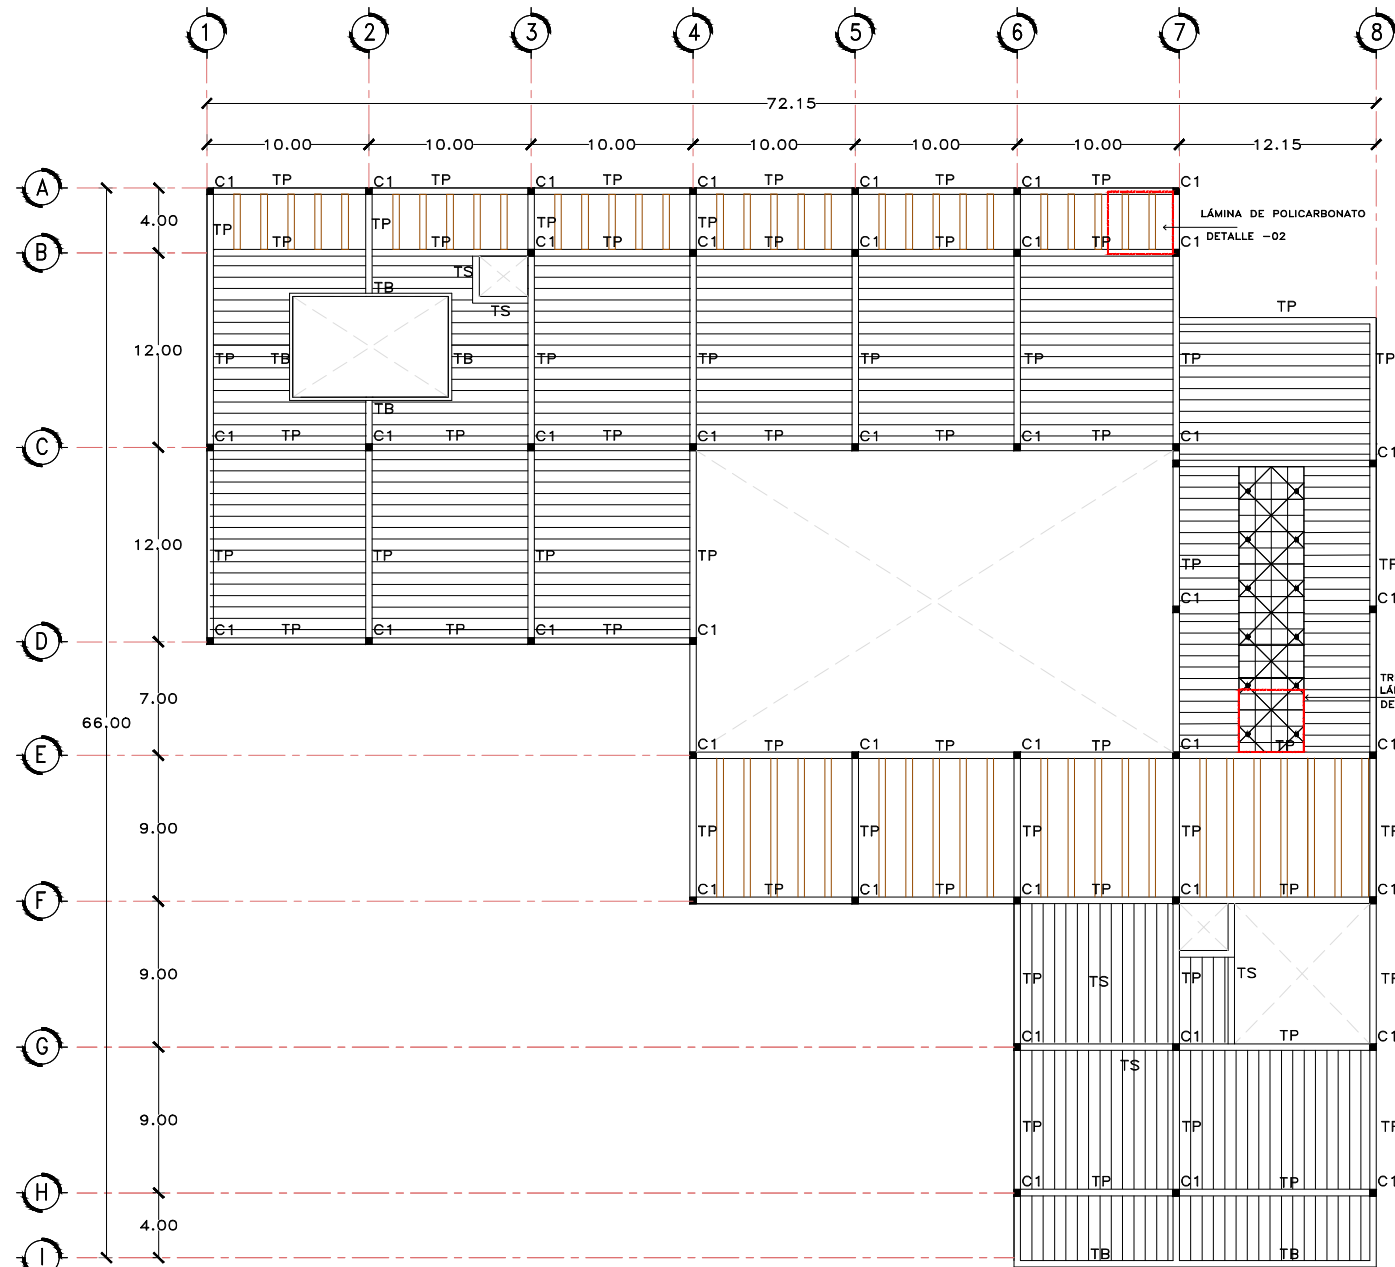 1 2 3 4 5 6 7 8
72.15
10.00 10.00 10.00 10.00 10.00 10.00 12.15
A C1 TP C1 TP C1 TP C1 TP C1 TP C1 TP C1
4.00 TP TP TP TP LÁMINA DE POLICARBONATO
TP TP C1 TP C1 TP C1 TP C1 TP C1 DETALLE -02
B
TS
TB
TS TP
12.00 TP TB TB TP TP TP TP TP TP
TB
C C1 TP C1 TP C1 TP C1 TP C1 TP C1 TP C1
C1
12.00 TP TP TP TP TP
C1 C1
D C1 TP C1 TP C1 TP C1
7.00
66.00
E C1 TP C1 TP C1 TP C1 TP C1
9.00 TP TP TP TP
F C1 TP C1 TP C1 TP C1 TP C1
9.00 TP TS TP TS
G C1 C1 TP C1
TS
9.00 TP TP
H C1 TP C1 TP C1
4.00
I TB TB